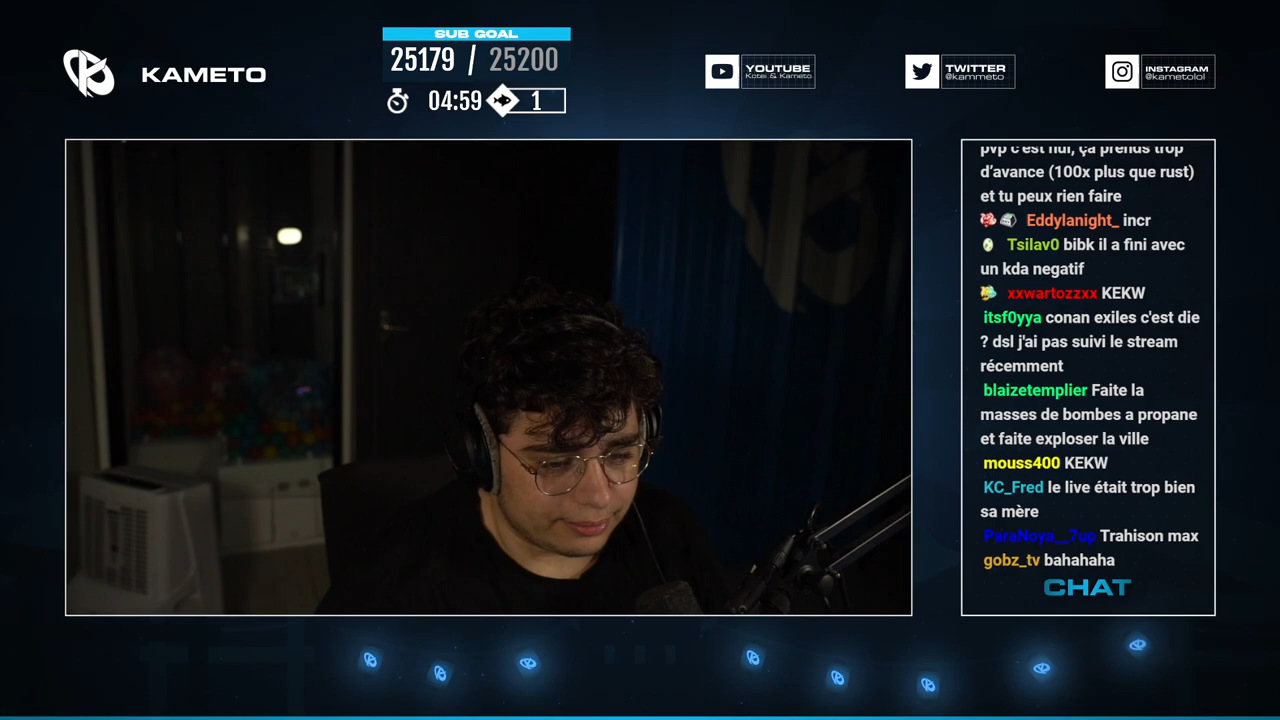 KAMETO
SUB GOAL
25179 / 25200
04:59
1
YOUTUBE
Kotei & Kameto
TWITTER
@kammeto
INSTAGRAM
@kametolol
pvp c'est nul, ça prends trop
d'avance (100x plus que rust)
et tu peux rien faire
Eddylanight_ incr
Tsilav0 bibk il a fini avec
un kda negatif
xxwartozzxx KEKW
itsf0yya conan exiles c'est die
? dsl j'ai pas suivi le stream
récemment
blaizetemplier Faite la
masses de bombes a propane
et faite exploser la ville
mouss400 KEKW
KC_Fred le live était trop bien
sa mère
ParaNoya__7up Trahison max
gobz_tv bahahaha
CHAT